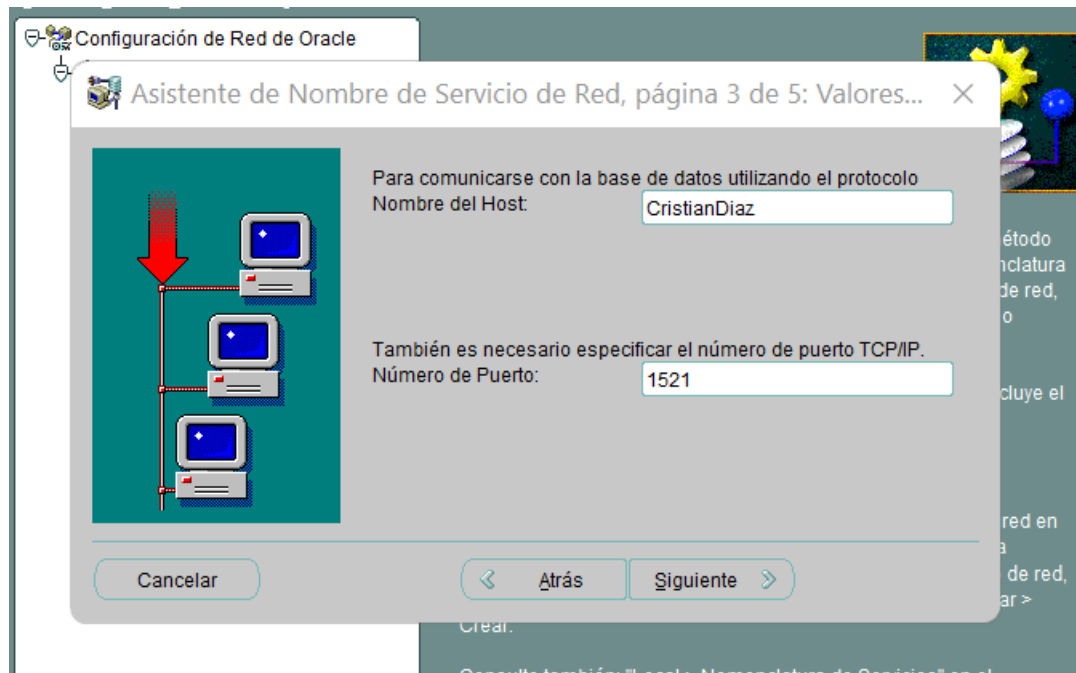 Configuración de Red de Oracle
Asistente de Nombre de Servicio de Red, página 3 de 5: Valores...
Para comunicarse con la base de datos utilizando el protocolo
Nombre del Host:
CristianDiaz
También es necesario especificar el número de puerto TCP/IP.
Número de Puerto:
1521
Cancelar
Atrás
Siguiente
de red,
o
cluye el
red en
a
de red,
ar >
Crear.